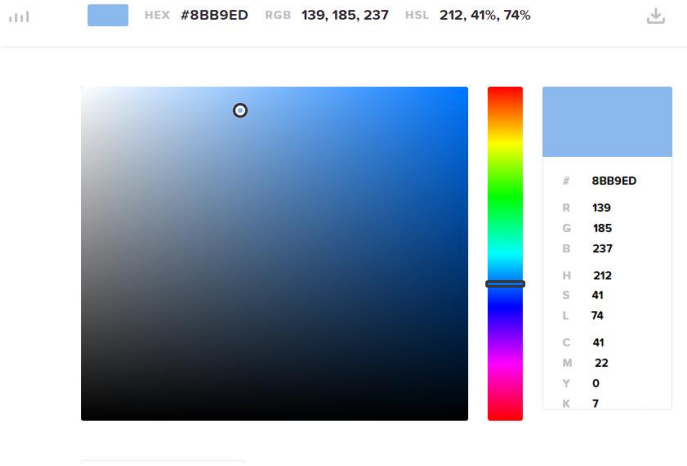 HEX #8BB9ED RGB 139, 185, 237 HSL 212, 41%, 74%
# 8BB9ED
R 139
G 185
B 237
H 212
S 41
L 74
C 41
M 22
Y 0
K 7